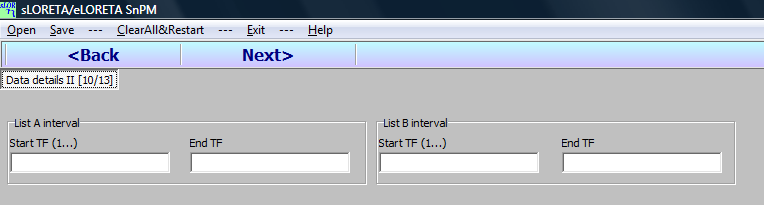 sLORETA/eLORETA SnPM
Open Save --- ClearAll&Restart --- Exit --- Help
<Back Next>
Data details II [10/13]
List A interval List B interval
Start TF (1...) End TF Start TF (1...) End TF